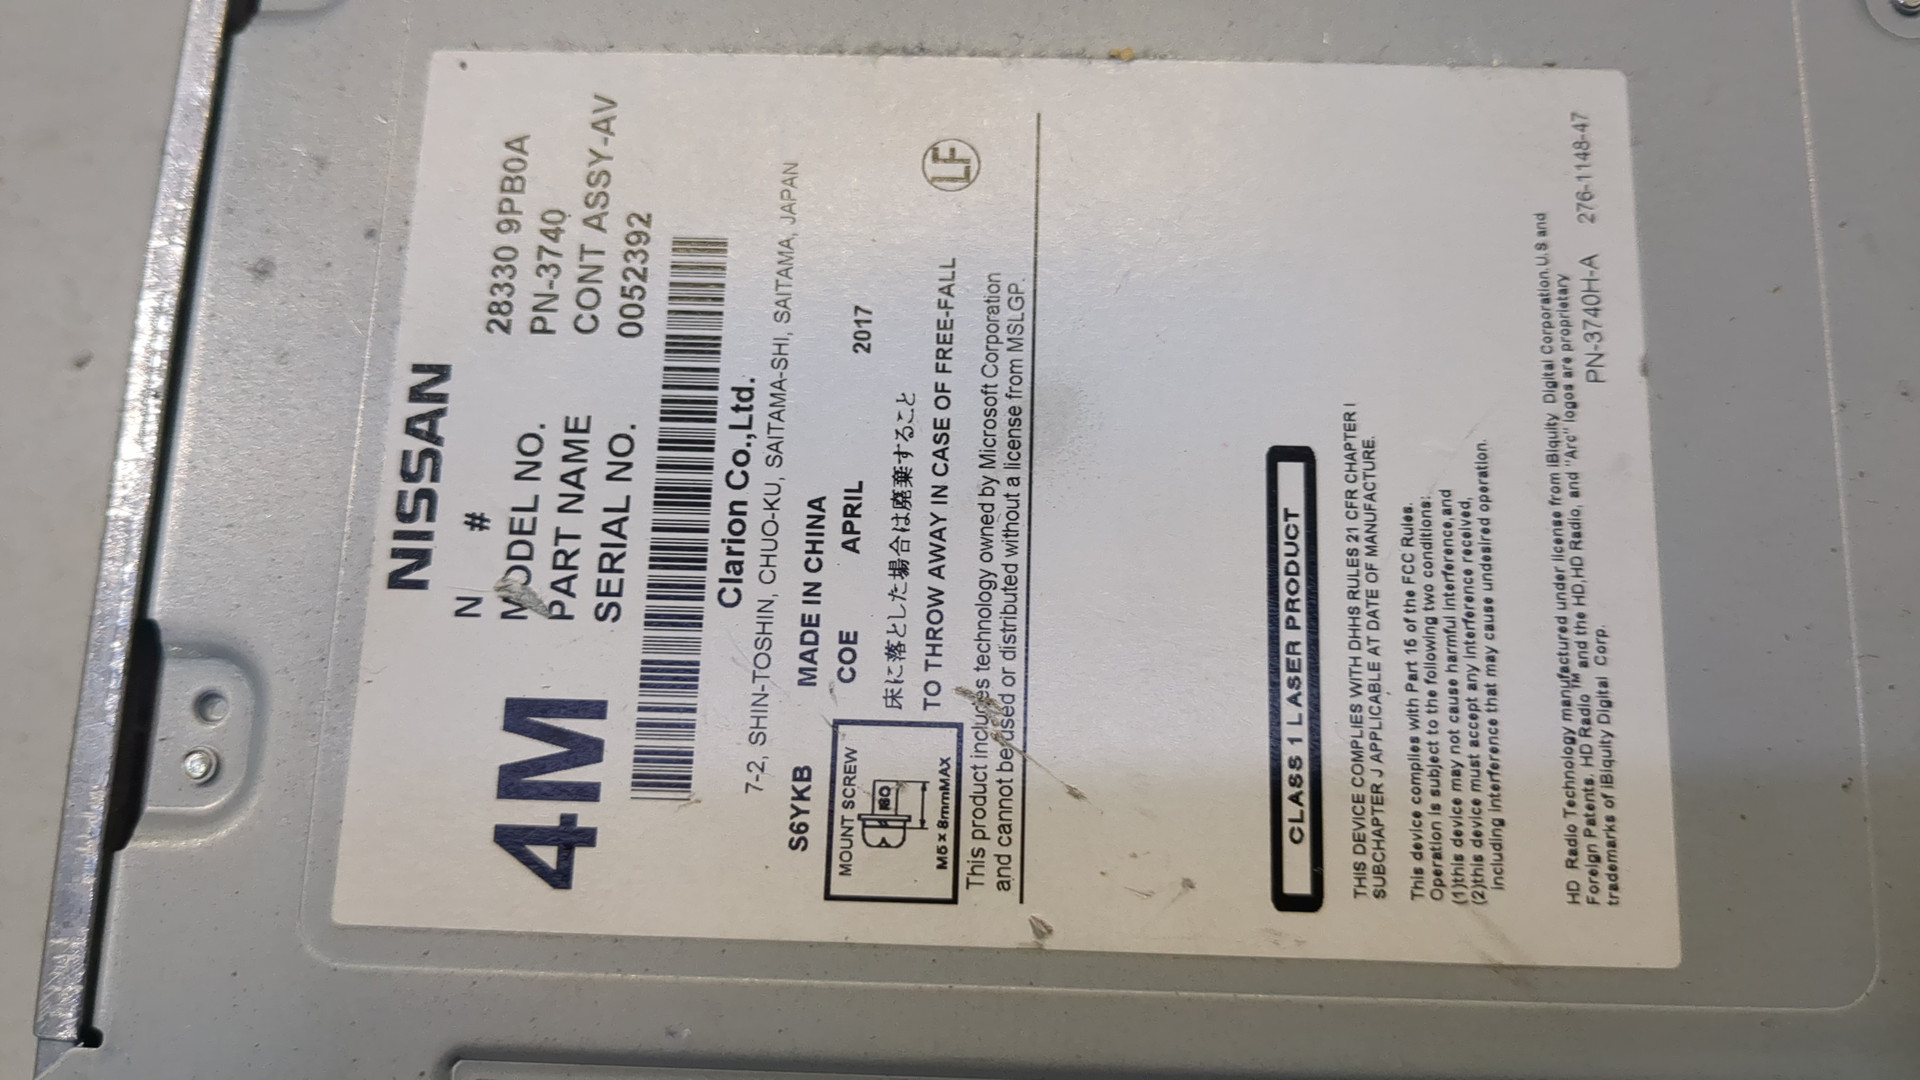 NISSAN
N # 28330 9PB0A
4M
MODEL NO. PN-3740
PART NAME CONT ASSY-AV
SERIAL NO. 0052392
Clarion Co.,Ltd.
7-2, SHIN-TOSHIN, CHUO-KU, SAITAMA-SHI, SAITAMA, JAPAN
S6YKB MADE IN CHINA
COE APRIL 2017
MOUNT SCREW
ISO
M5 x 8mmMAX
床に落とした場合は廃棄すること
TO THROW AWAY IN CASE OF FREE-FALL
LF
This product includes technology owned by Microsoft Corporation
and cannot be used or distributed without a license from MSLGP.
CLASS 1 LASER PRODUCT
THIS DEVICE COMPLIES WITH DHHS RULES 21 CFR CHAPTER I
SUBCHAPTER J APPLICABLE AT DATE OF MANUFACTURE.
This device complies with Part 15 of the FCC Rules.
Operation is subject to the following two conditions:
(1)this device may not cause harmful interference,and
(2)this device must accept any interference received,
including interference that may cause undesired operation.
HD Radio Technology manufactured under license from iBiquity Digital Corporation.U.S and
Foreign Patents. HD Radio™ and the HD,HD Radio, and "Arc" logos are proprietary
trademarks of iBiquity Digital Corp.
PN-3740H-A 276-1148-47